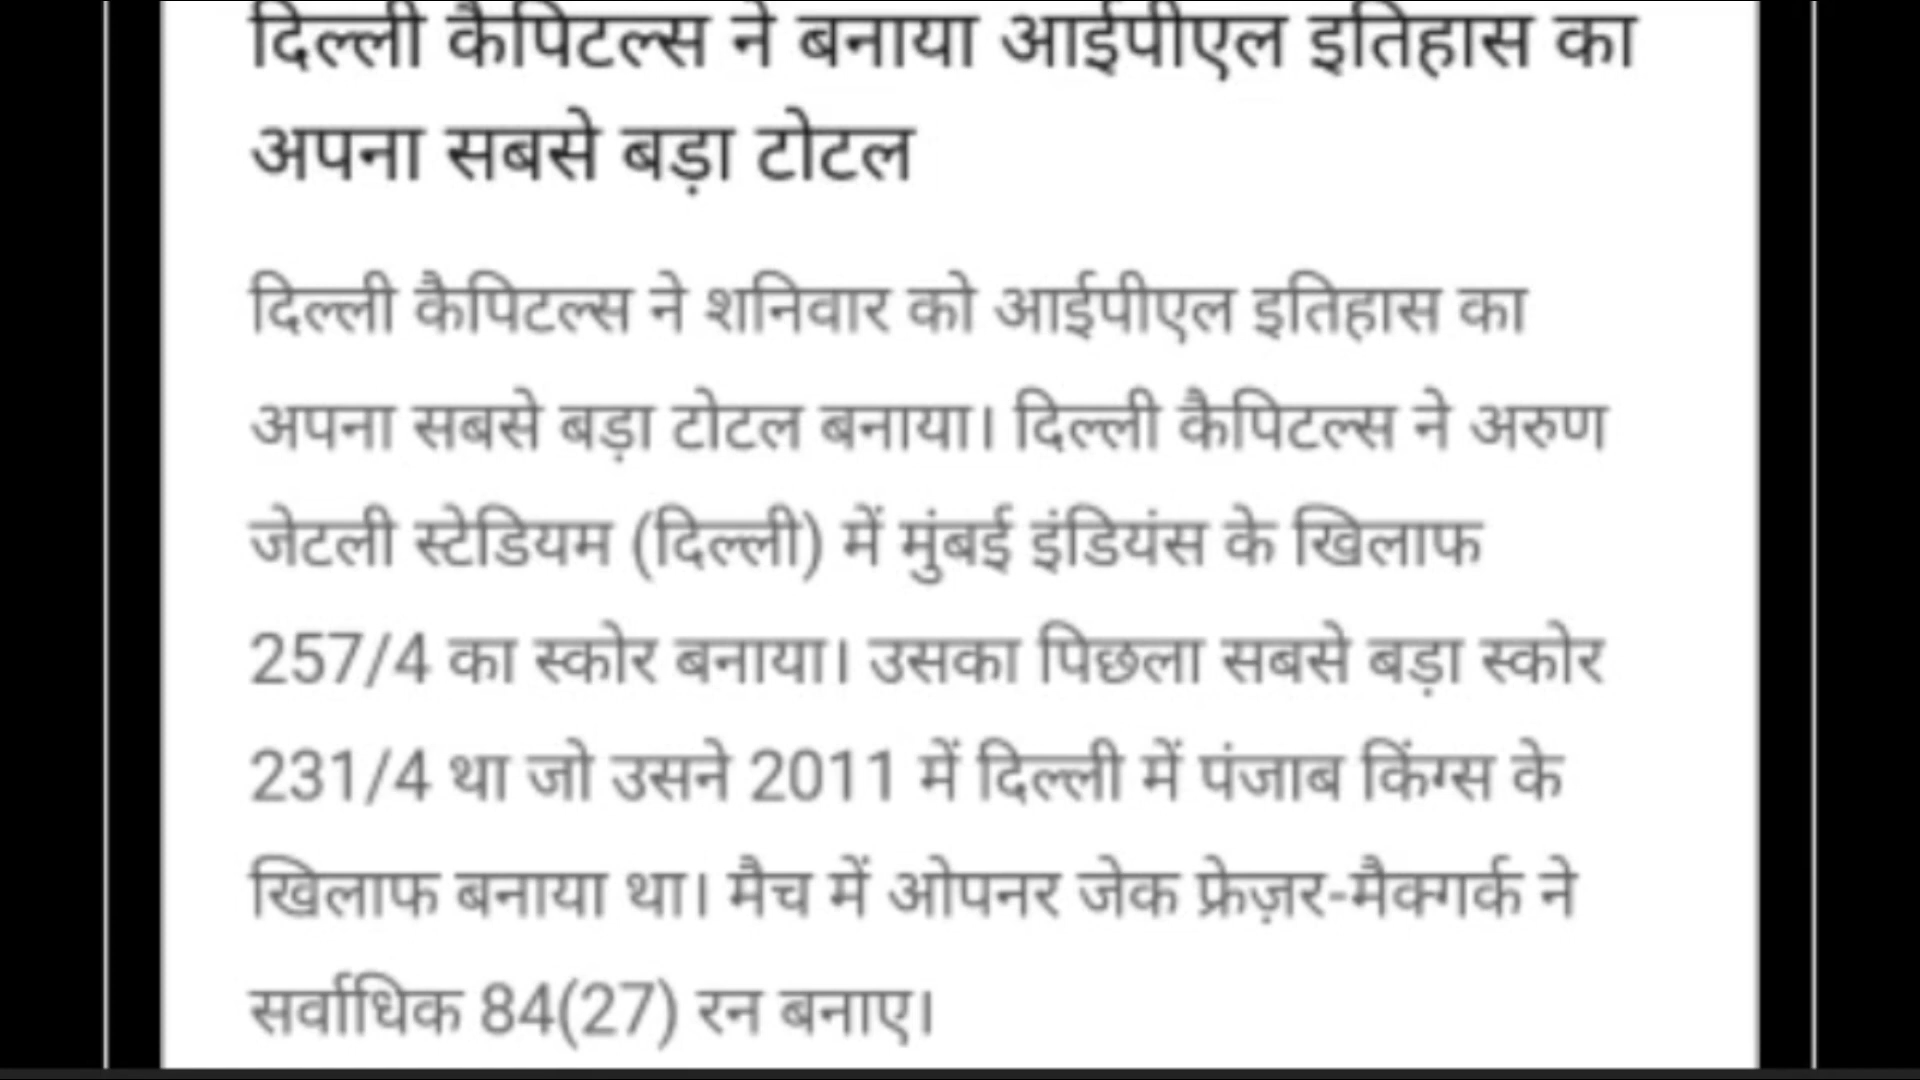 दिल्ली कैपिटल्स ने बनाया आईपीएल इतिहास का
अपना सबसे बड़ा टोटल
दिल्ली कैपिटल्स ने शनिवार को आईपीएल इतिहास का
अपना सबसे बड़ा टोटल बनाया। दिल्ली कैपिटल्स ने अरुण
जेटली स्टेडियम (दिल्ली) में मुंबई इंडियंस के खिलाफ
257/4 का स्कोर बनाया। उसका पिछला सबसे बड़ा स्कोर
231/4 था जो उसने 2011 में दिल्ली में पंजाब किंग्स के
खिलाफ बनाया था। मैच में ओपनर जेक फ्रेज़र-मैक्गर्क ने
सर्वाधिक 84(27) रन बनाए।